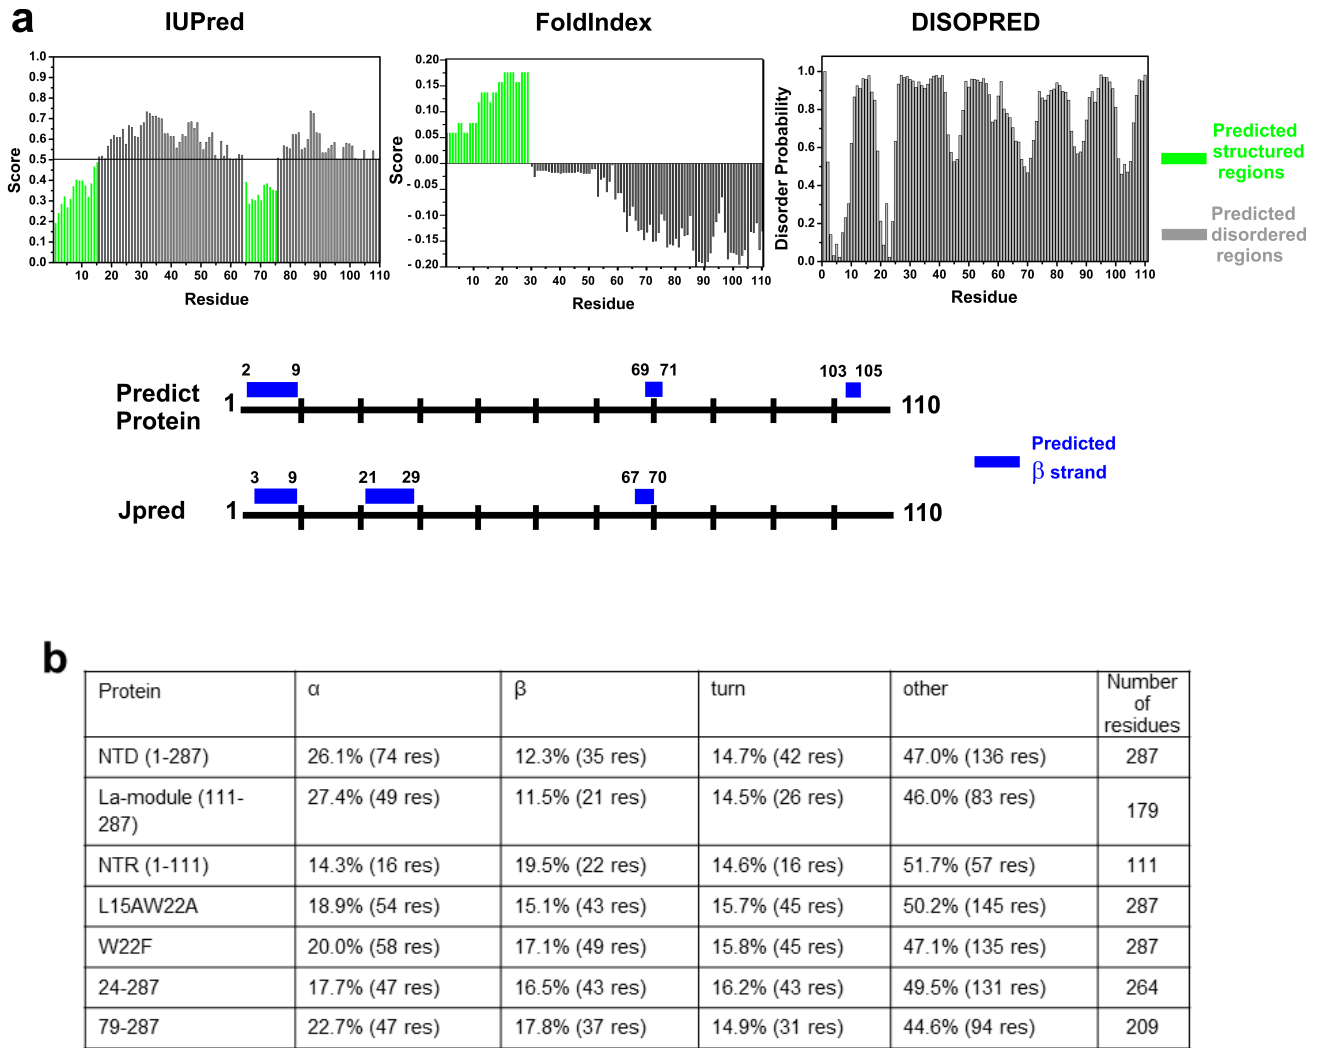 a
IUPred
FoldIndex
DISOPRED
1.0
0.9
0.8
0.7
0.6
0.5
0.4
0.3
0.2
0.1
0.0
Score
10 20 30 40 50 60 70 80 90 100 110
Residue
0.20
0.15
0.10
0.05
0.00
- 0.05
- 0.10
- 0.15
- 0.20
Score
10 20 30 40 50 60 70 80 90 100 110
Residue
1.0
0.8
0.6
0.4
0.2
0.0
Disorder Probability
0 10 20 30 40 50 60 70 80 90 100 110
Residue
Predicted
structured
regions
Predicted
disordered
regions
Predict
Protein
1
2 9
69 71
103 105
110
Jpred
1
3 9
21 29
67 70
110
Predicted
β strand
b
Protein α β turn other Number of residues
NTD (1-287) 26.1% (74 res) 12.3% (35 res) 14.7% (42 res) 47.0% (136 res) 287
La-module (111-
287) 27.4% (49 res) 11.5% (21 res) 14.5% (26 res) 46.0% (83 res) 179
NTR (1-111) 14.3% (16 res) 19.5% (22 res) 14.6% (16 res) 51.7% (57 res) 111
L15AW22A 18.9% (54 res) 15.1% (43 res) 15.7% (45 res) 50.2% (145 res) 287
W22F 20.0% (58 res) 17.1% (49 res) 15.8% (45 res) 47.1% (135 res) 287
24-287 17.7% (47 res) 16.5% (43 res) 16.2% (43 res) 49.5% (131 res) 264
79-287 22.7% (47 res) 17.8% (37 res) 14.9% (31 res) 44.6% (94 res) 209